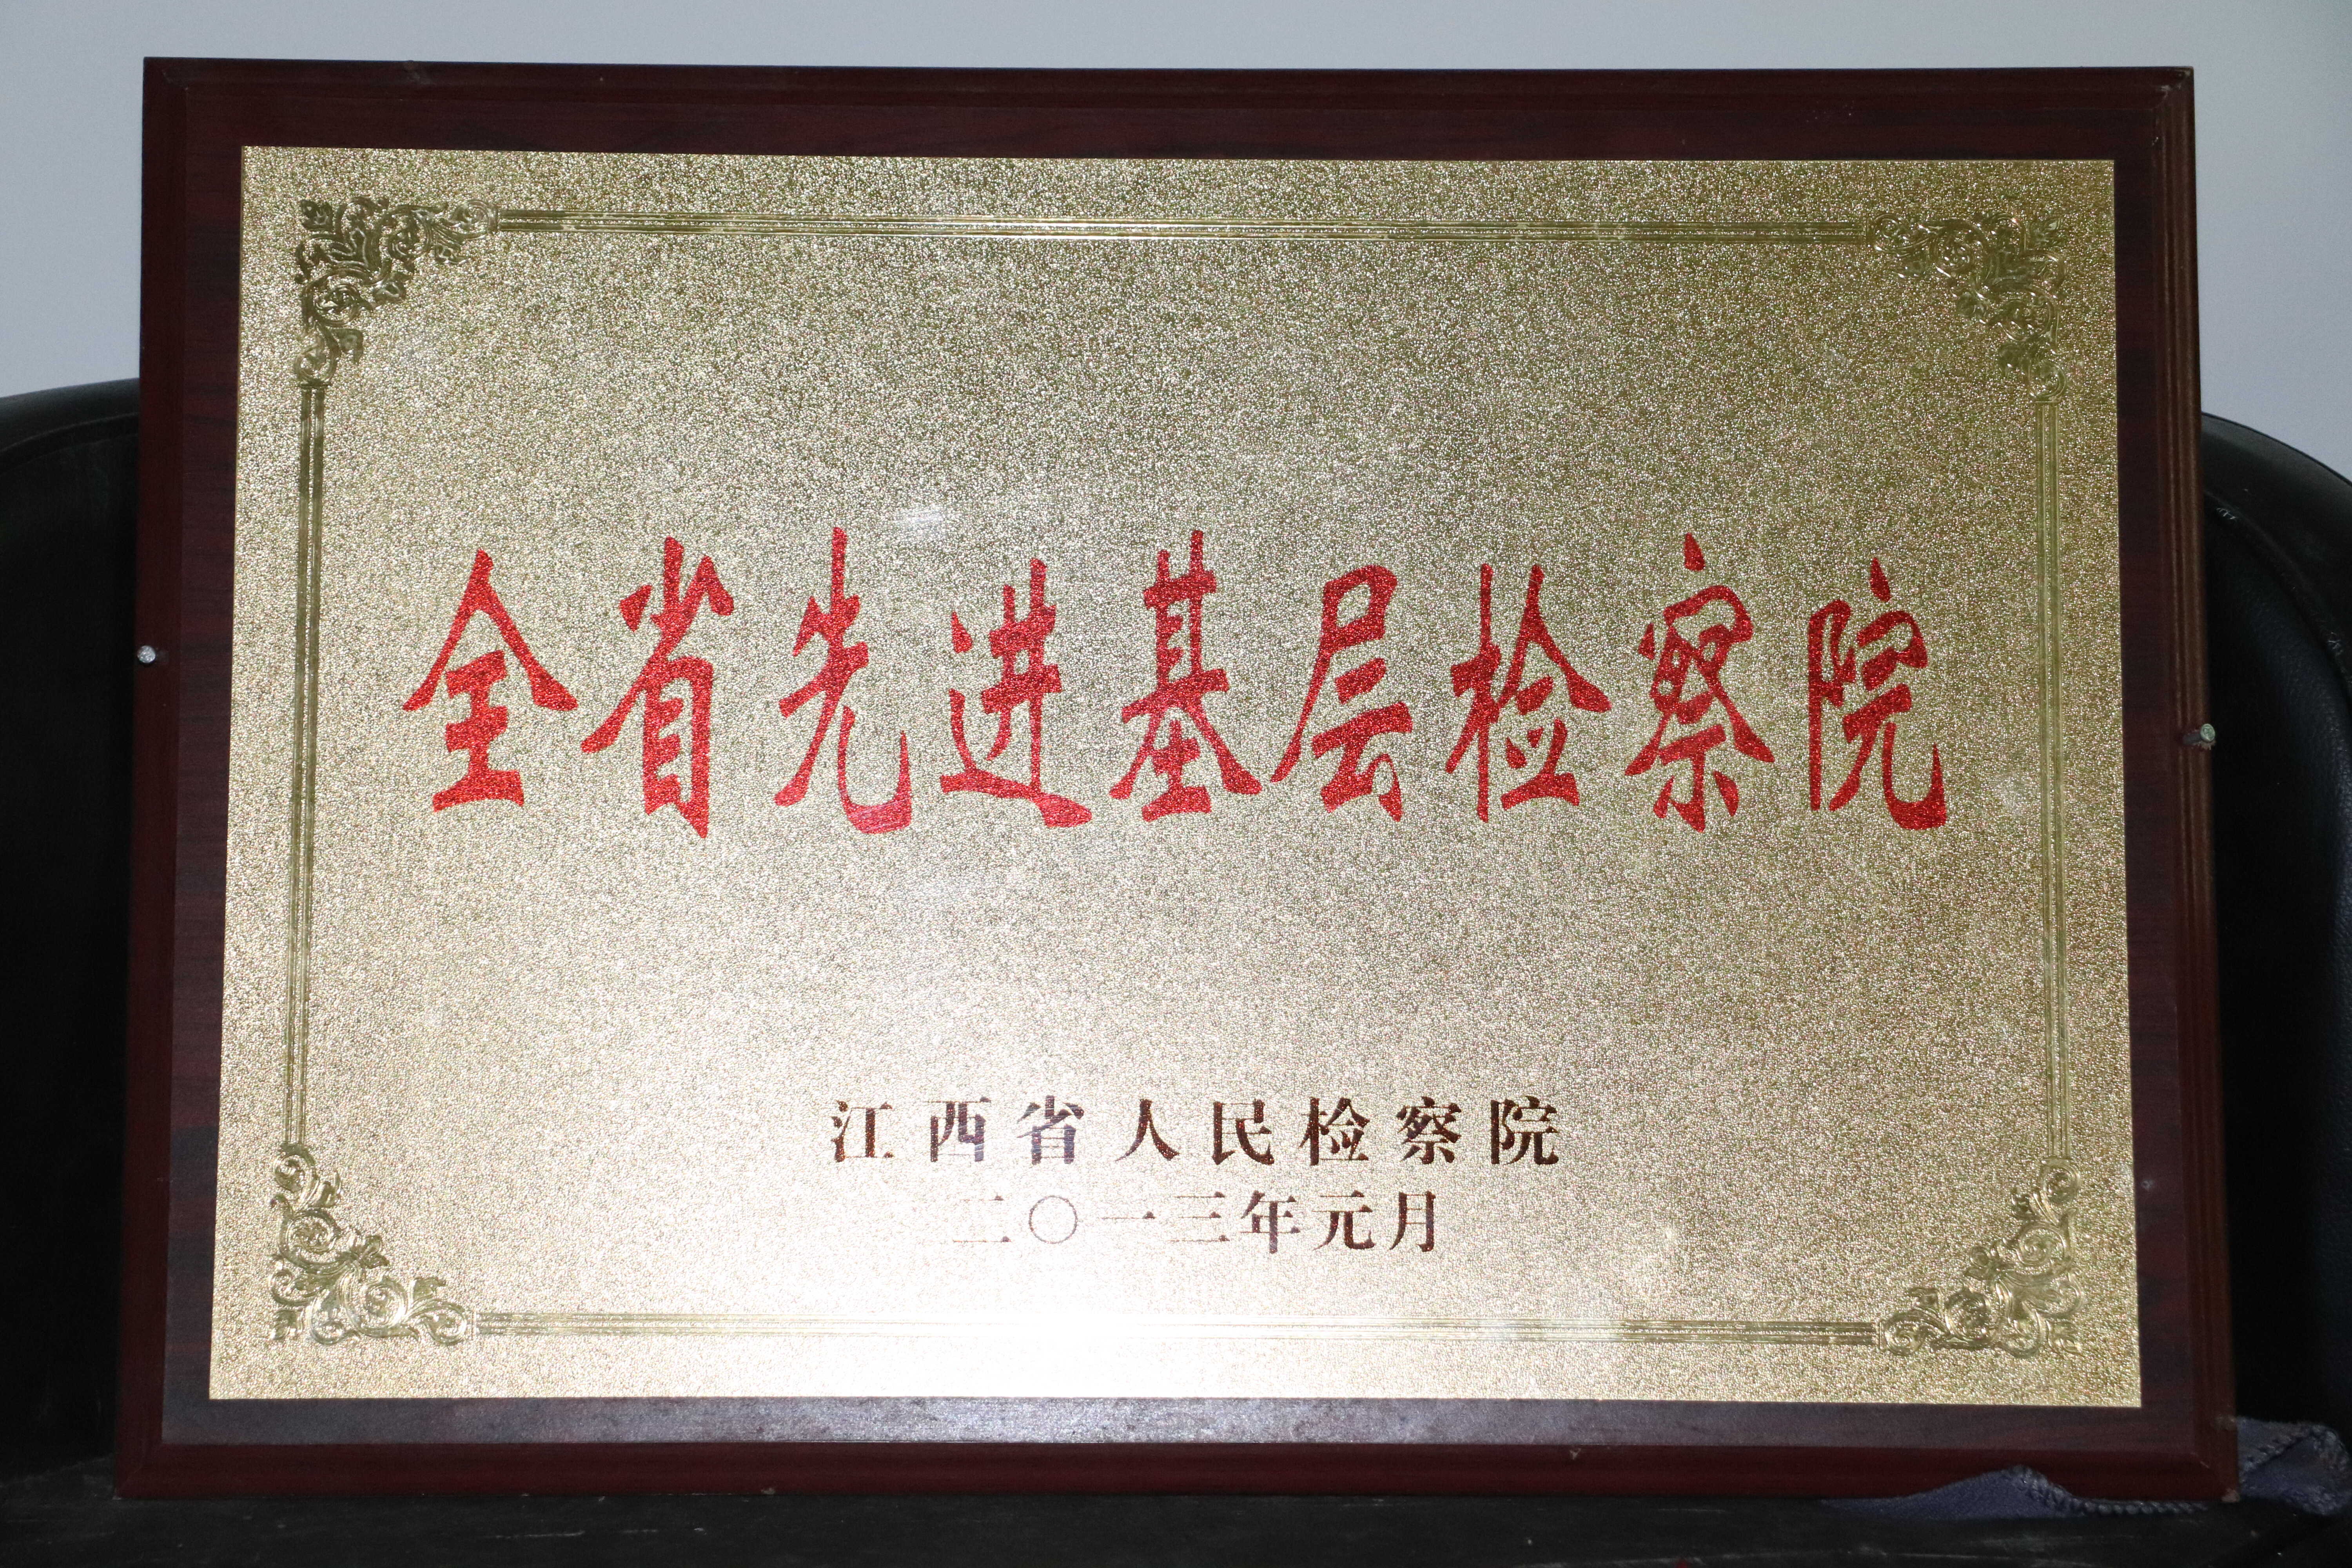 全省先进基层检察院
江西省人民检察院
二〇一三年元月